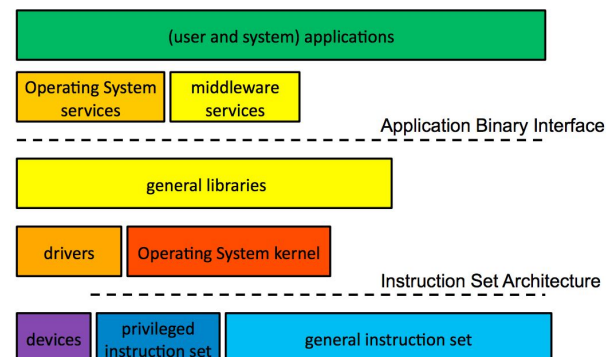 (user and system) applications
Operating System
services
middleware
services
Application Binary Interface
general libraries
drivers
Operating System kernel
Instruction Set Architecture
devices
privileged
instruction set
general instruction set